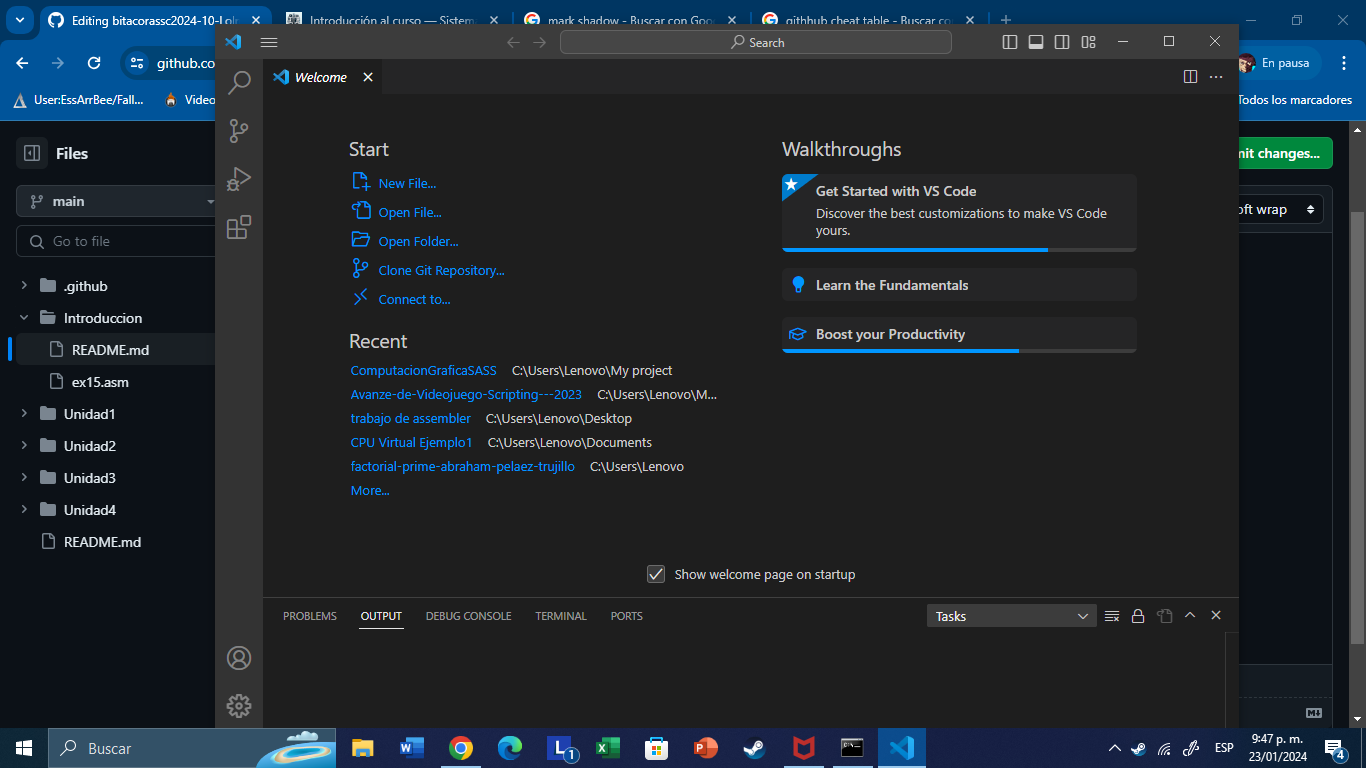 Editing bitacorassc2024-10-
Introducción al curso — Sistem
mark shadow - Buscar con Goo
githhub cheat table - Buscar co
github.co
En pausa
User:EssArrBee/Fall...
Video
Todos los marcadores
Search
Welcome
Files
main
Go to file
.github
Introduccion
README.md
ex15.asm
Unidad1
Unidad2
Unidad3
Unidad4
README.md
Start
New File...
Open File...
Open Folder...
Clone Git Repository...
Connect to...
Recent
ComputacionGraficaSASS C:\Users\Lenovo\My project
Avanze-de-Videojuego-Scripting---2023 C:\Users\Lenovo\M...
trabajo de assembler C:\Users\Lenovo\Desktop
CPU Virtual Ejemplo1 C:\Users\Lenovo\Documents
factorial-prime-abraham-pelaez-trujillo C:\Users\Lenovo
More...
Walkthroughs
Get Started with VS Code
Discover the best customizations to make VS Code
yours.
Learn the Fundamentals
Boost your Productivity
Show welcome page on startup
nit changes...
oft wrap
PROBLEMS OUTPUT DEBUG CONSOLE TERMINAL PORTS
Tasks
Buscar
1
ESP
9:47 p. m.
23/01/2024
4